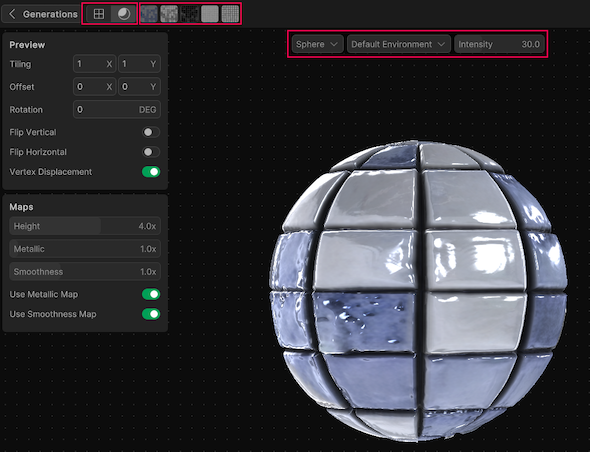 Generations
Sphere Default Environment Intensity 30.0
Preview
Tiling 1 X 1 Y
Offset 0 X 0 Y
Rotation 0 DEG
Flip Vertical
Flip Horizontal
Vertex Displacement
Maps
Height 4.0x
Metallic 1.0x
Smoothness 1.0x
Use Metallic Map
Use Smoothness Map